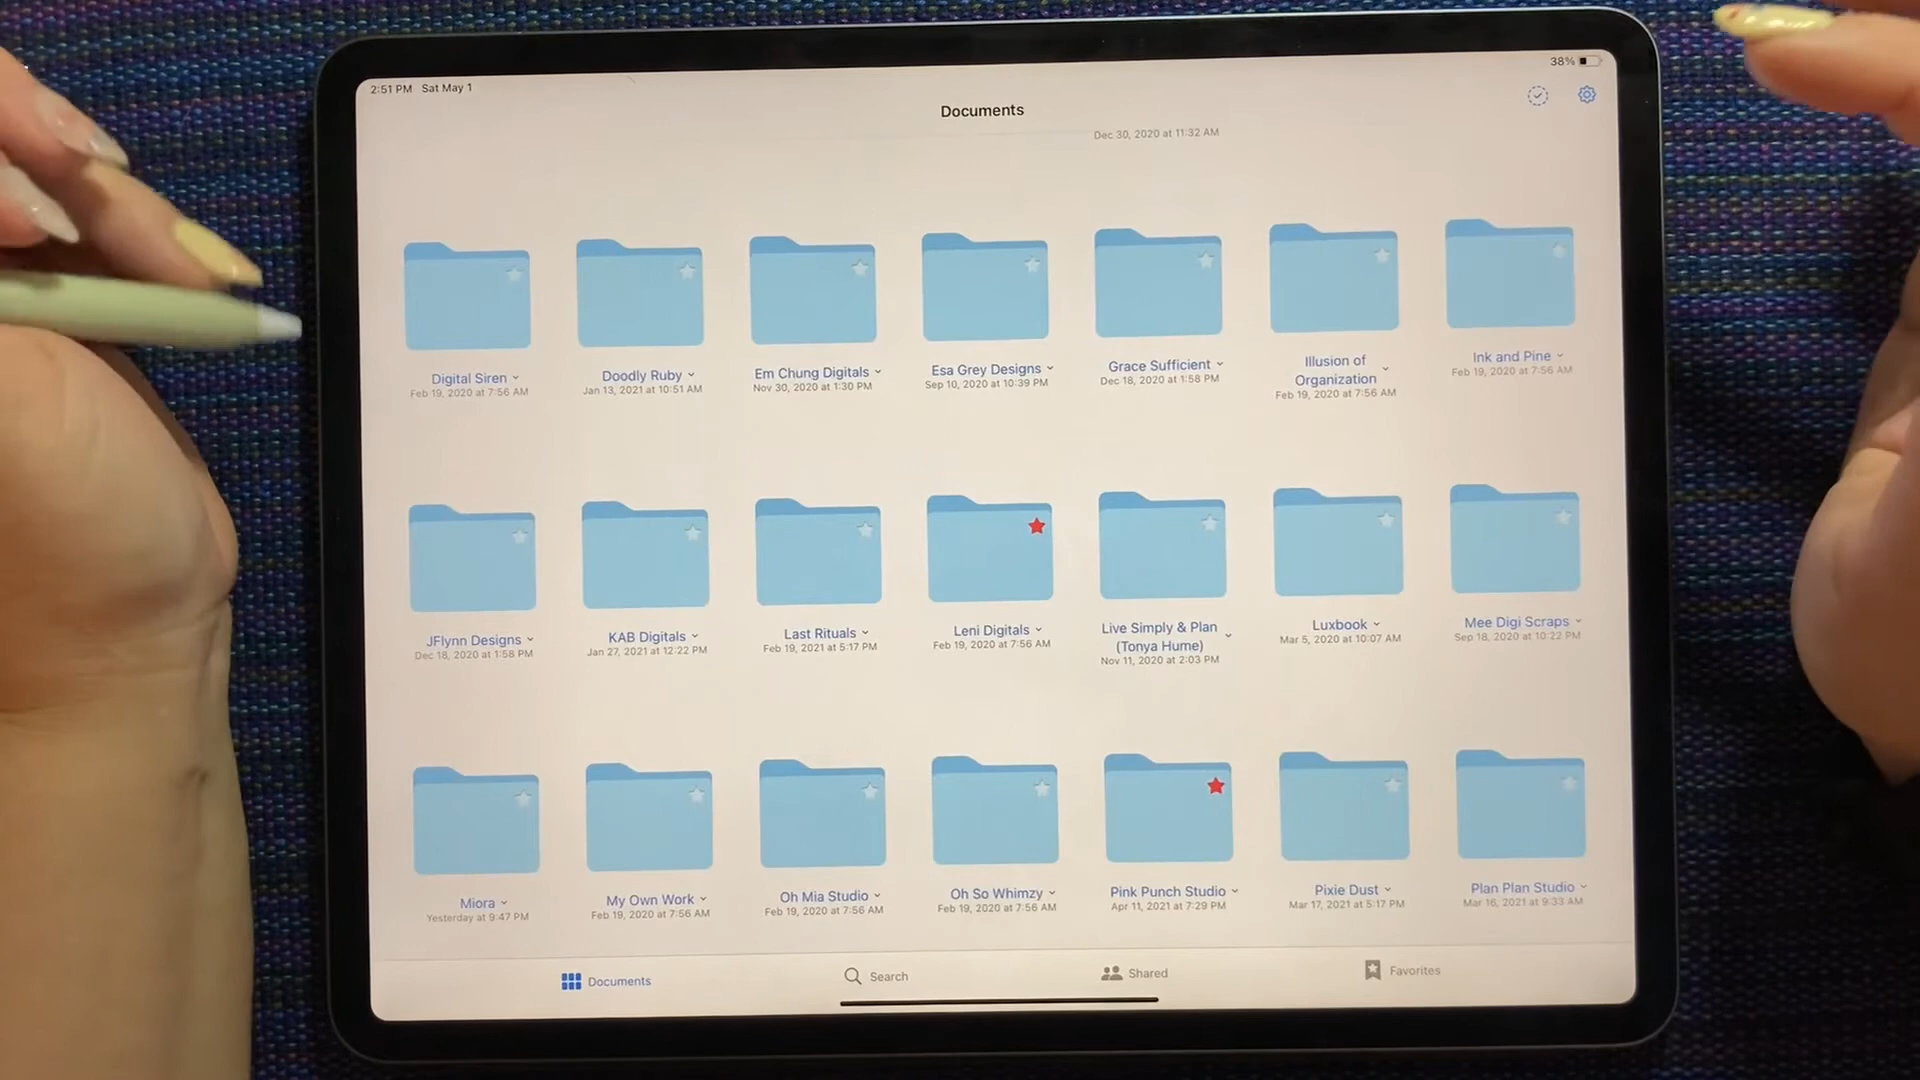 2:51 PM Sat May 1
38%
Documents
Dec 30, 2020 at 11:32 AM
Digital Siren
Feb 19, 2020 at 7:56 AM
Doodly Ruby
Jan 13, 2021 at 10:51 AM
Em Chung Digitals
Nov 30, 2020 at 1:30 PM
Esa Grey Designs
Sep 10, 2020 at 10:39 PM
Grace Sufficient
Dec 18, 2020 at 1:58 PM
Illusion of
Organization
Feb 19, 2020 at 7:56 AM
Ink and Pine
Feb 19, 2020 at 7:56 AM
JFlynn Designs
Dec 18, 2020 at 1:58 PM
KAB Digitals
Jan 27, 2021 at 12:22 PM
Last Rituals
Feb 19, 2021 at 5:17 PM
Leni Digitals
Feb 19, 2020 at 7:56 AM
Live Simply & Plan
(Tonya Hume)
Nov 11, 2020 at 2:03 PM
Luxbook
Mar 5, 2020 at 10:07 AM
Mee Digi Scraps
Sep 18, 2020 at 10:22 PM
Miora
Yesterday at 9:47 PM
My Own Work
Feb 19, 2020 at 7:56 AM
Oh Mia Studio
Feb 19, 2020 at 7:56 AM
Oh So Whimzy
Feb 19, 2020 at 7:56 AM
Pink Punch Studio
Apr 11, 2021 at 7:29 PM
Pixie Dust
Mar 17, 2021 at 5:17 PM
Plan Plan Studio
Mar 16, 2021 at 9:33 AM
Documents
Search
Shared
Favorites